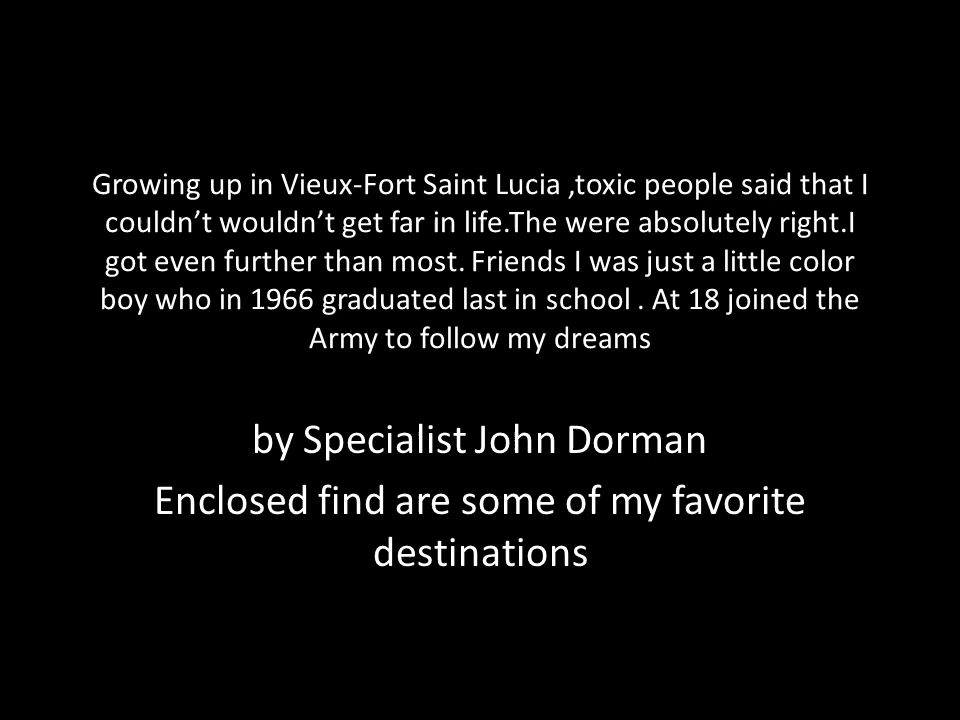 Growing up in Vieux-Fort Saint Lucia ,toxic people said that I
couldn’t wouldn’t get far in life.The were absolutely right.I
got even further than most. Friends I was just a little color
boy who in 1966 graduated last in school . At 18 joined the
Army to follow my dreams
by Specialist John Dorman
Enclosed find are some of my favorite
destinations